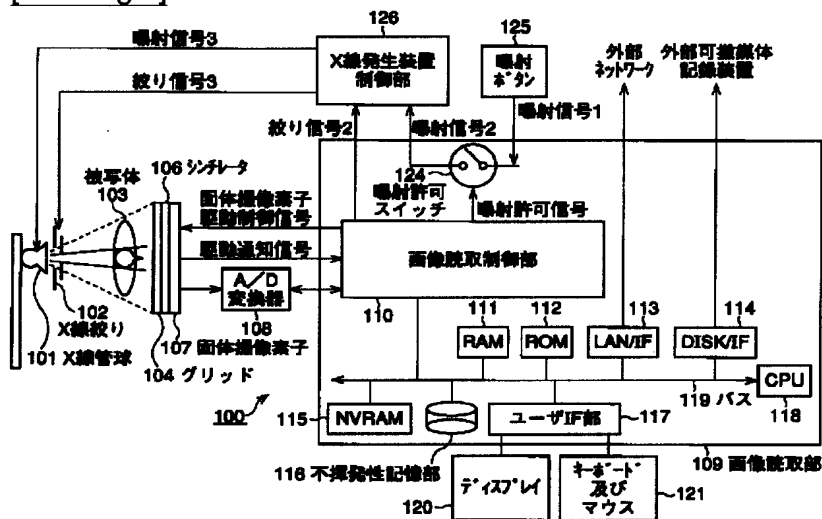 126
125
曝射信号3
X線発生装置
制御部
曝射
ボタン
外部
ネットワーク
外部可搬媒体
記録装置
絞り信号3
絞り信号2
曝射信号2
曝射信号1
124
106 シンチレータ
被写体
103
固体撮像素子
駆動制御信号
曝射許可
スイッチ
曝射許可信号
駆動通知信号
画像読取制御部
A/D
変換器
108
110
111
112
113
114
RAM
ROM
LAN/IF
DISK/IF
102
X線絞り
101 X線管球
107 固体撮像素子
104 グリッド
119 バス
CPU
118
100
115
NVRAM
ユーザIF部
117
116 不揮発性記憶部
109 画像読取部
ディスプレイ
120
キーボード
及び
マウス
121